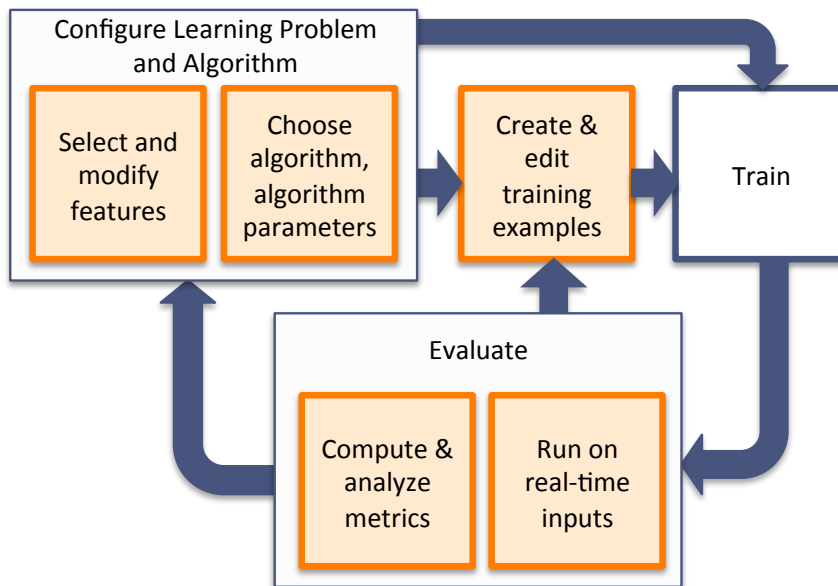 Configure Learning Problem
and Algorithm
Select and
modify
features
Choose
algorithm,
algorithm
parameters
Create &
edit
training
examples
Train
Evaluate
Compute &
analyze
metrics
Run on
real-time
inputs